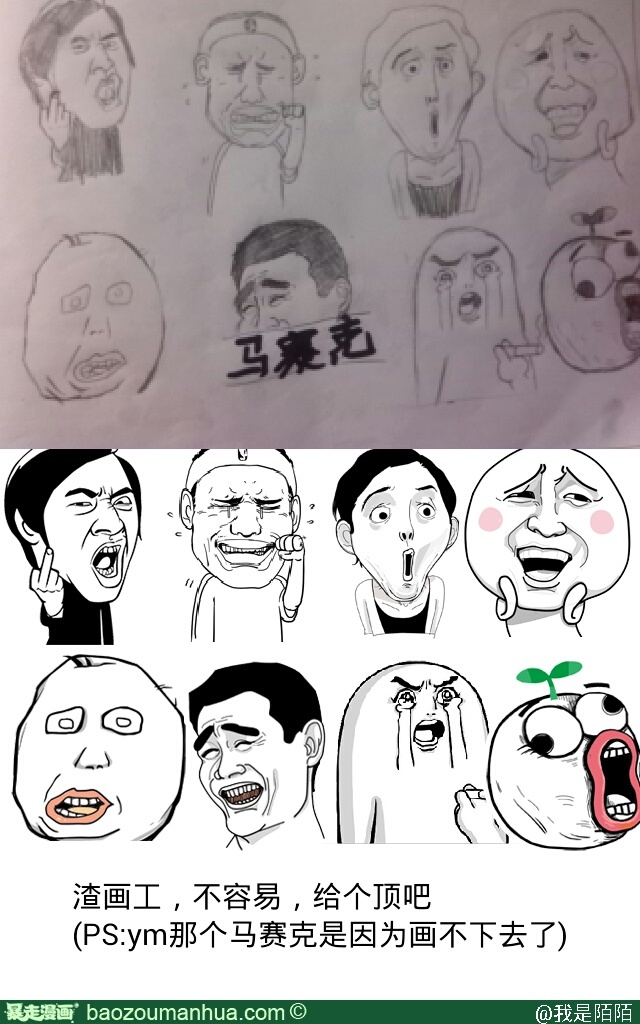 马赛克
渣画工，不容易，给个顶吧
(PS:ym那个马赛克是因为画不下去了)
暴走漫画 baozoumanhua.com © @我是陌陌